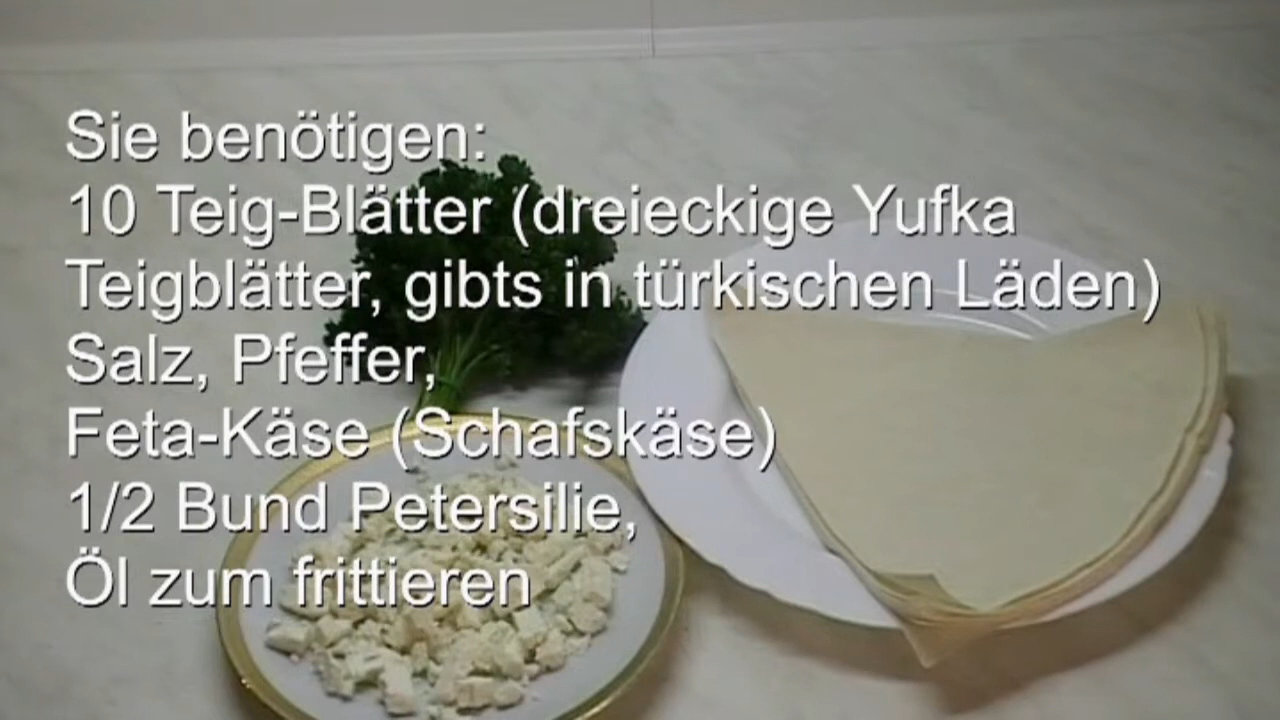 Sie benötigen:
10 Teig-Blätter (dreieckige Yufka
Teigblätter, gibts in türkischen Läden)
Salz, Pfeffer,
Feta-Käse (Schafskäse)
1/2 Bund Petersilie,
Öl zum frittieren